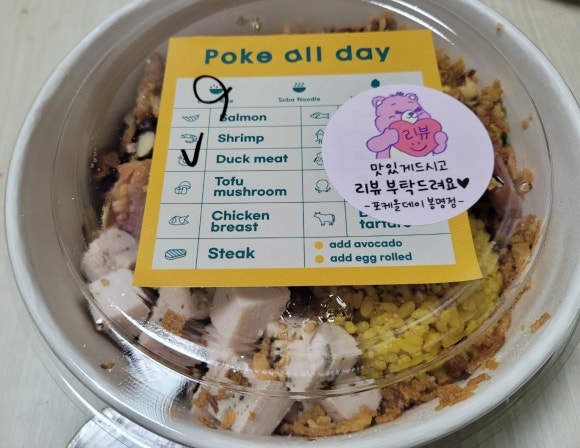 Poke all day
Soba Noodle
Salmon
Shrimp
Duck meat
Tofu
mushroom
Chicken
breast
tartare
Steak
add avocado
add egg rolled
리뷰
맛있게드시고
리뷰 부탁드려요♥
-포케올데이 봉명점-